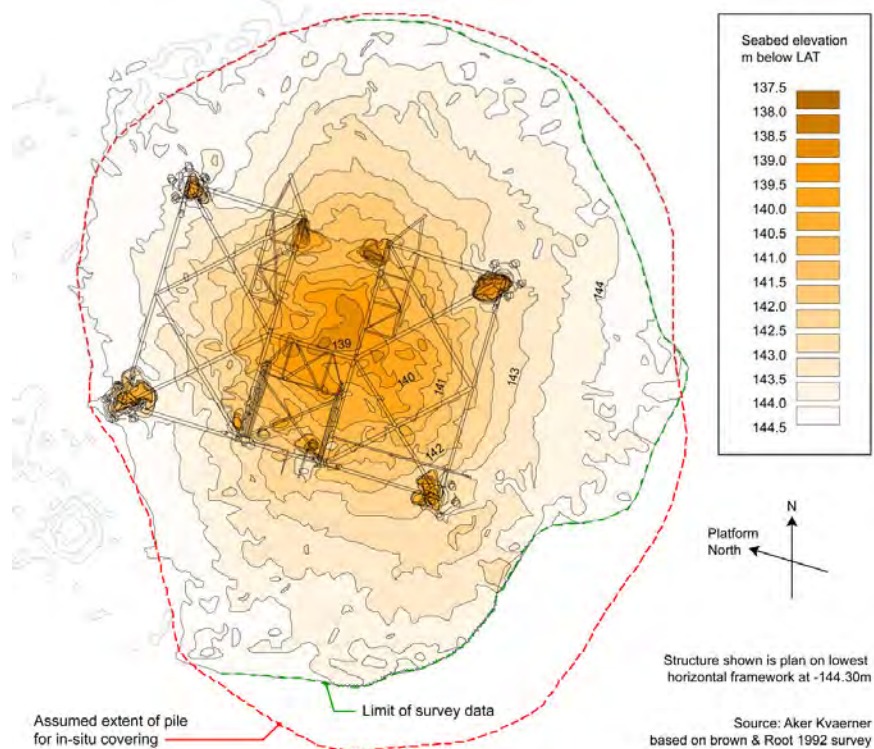 Seabed elevation
m below LAT
137.5
138.0
138.5
139.0
139.5
140.0
140.5
141.0
141.5
142.0
142.5
143.0
143.5
144.0
144.5
144
139
143
140
141
142
N
Platform
North
Structure shown is plan on lowest
horizontal framework at -144.30m
Limit of survey data
Assumed extent of pile
for in-situ covering
Source: Aker Kvaerner
based on brown & Root 1992 survey